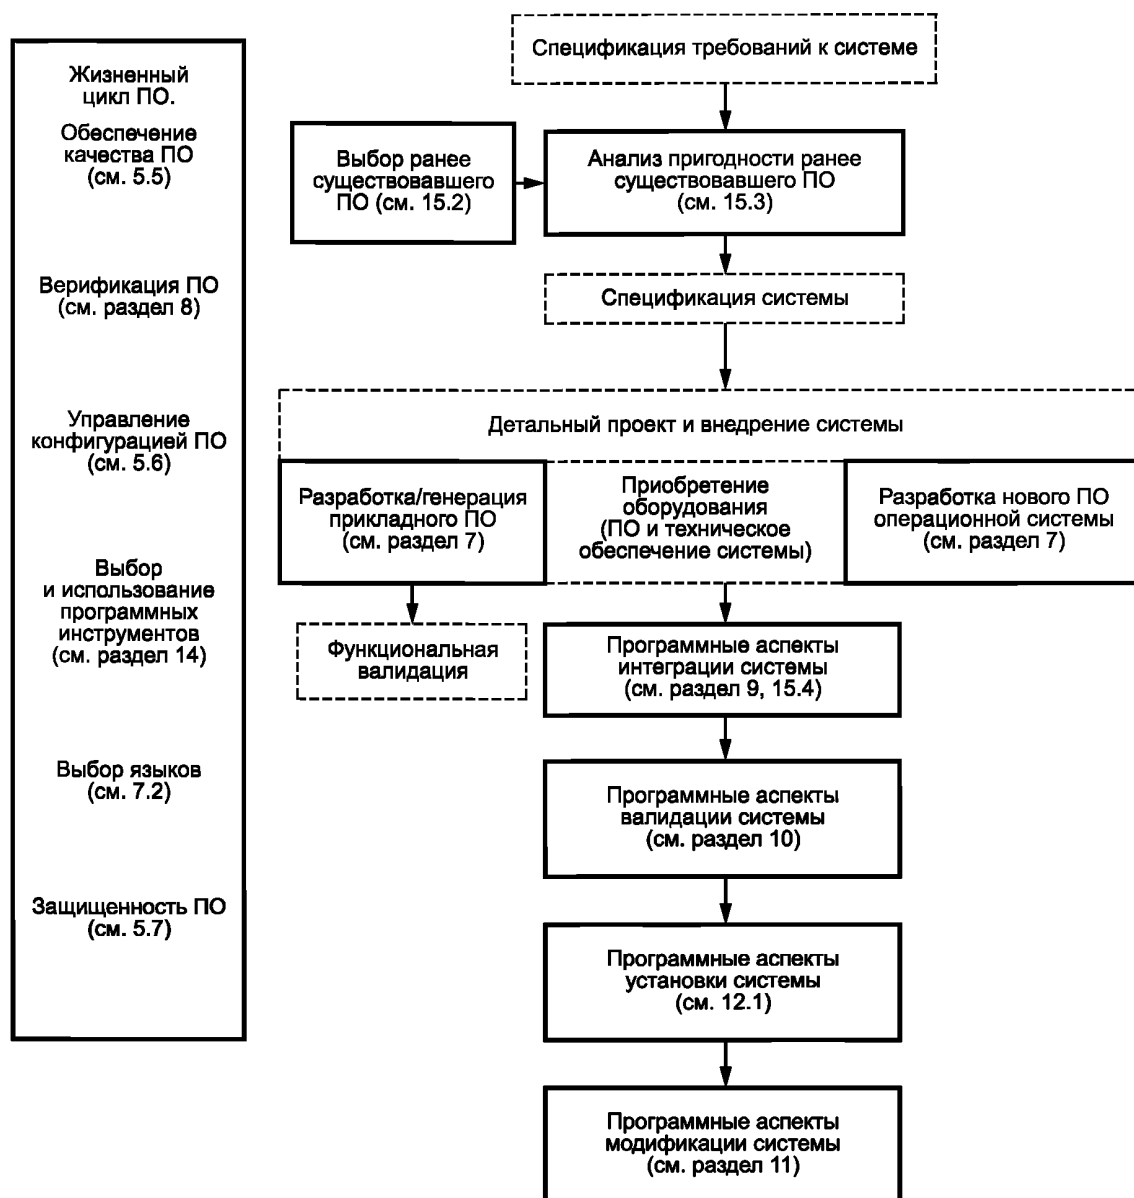 Жизненный
цикл ПО.
Обеспечение
качества ПО
(см. 5.5)
Верификация ПО
(см. раздел 8)
Управление
конфигурацией ПО
(см. 5.6)
Выбор
и использование
программных
инструментов
(см. раздел 14)
Выбор языков
(см. 7.2)
Защищенность ПО
(см. 5.7)
Спецификация требований к системе
Выбор ранее
существовавшего
ПО (см. 15.2)
Анализ пригодности ранее
существовавшего ПО
(см. 15.3)
Спецификация системы
Детальный проект и внедрение системы
Разработка/генерация
прикладного ПО
(см. раздел 7)
Приобретение
оборудования
(ПО и техническое
обеспечение системы)
Разработка нового ПО
операционной системы
(см. раздел 7)
Функциональная
валидация
Программные аспекты
интеграции системы
(см. раздел 9, 15.4)
Программные аспекты
валидации системы
(см. раздел 10)
Программные аспекты
установки системы
(см. 12.1)
Программные аспекты
модификации системы
(см. раздел 11)